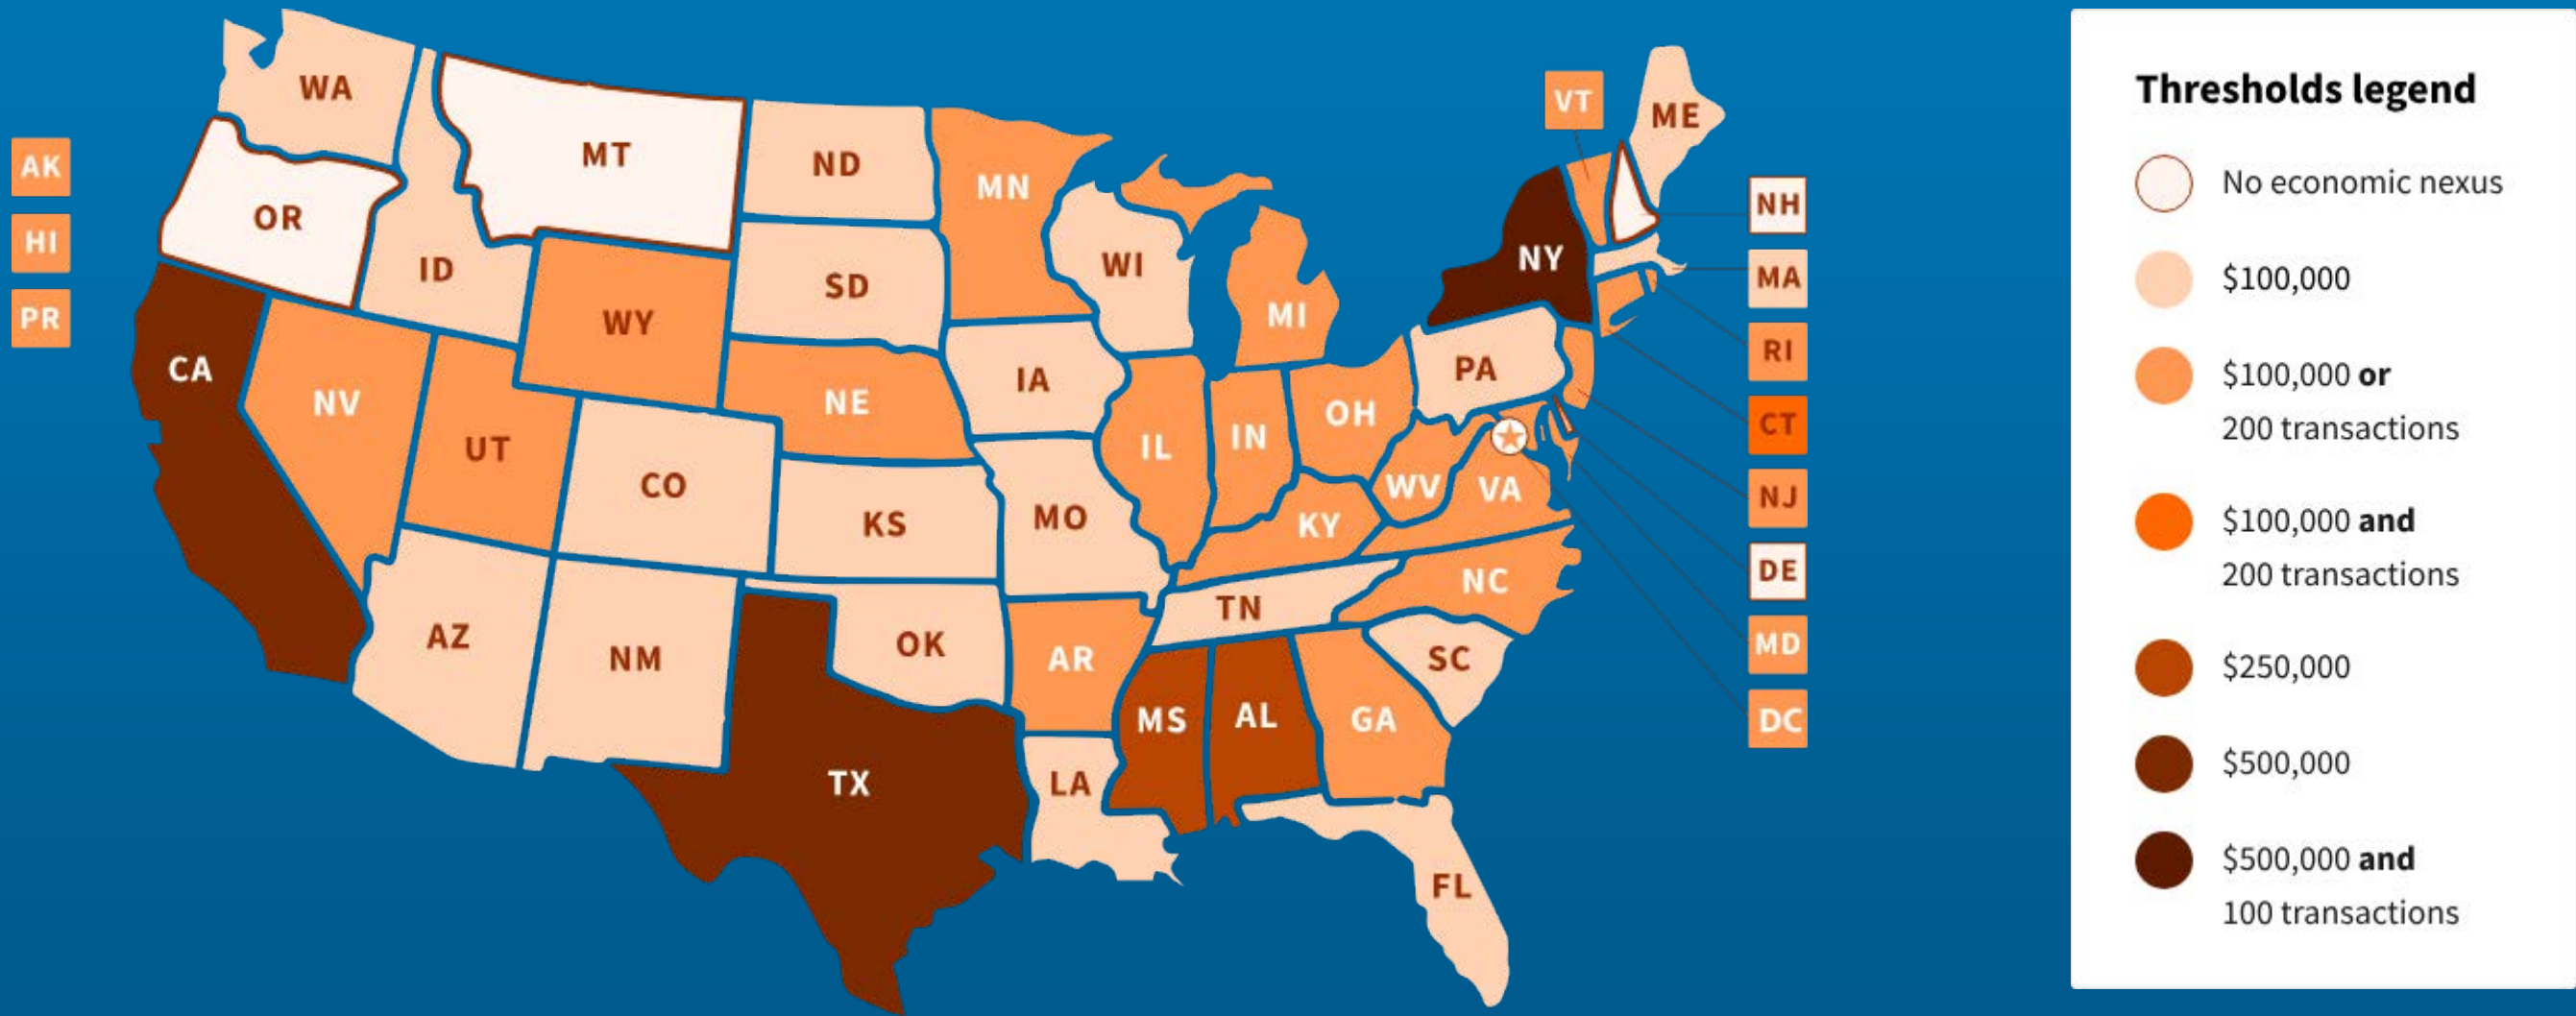 WA
MT
ND
MN
VT
ME
AK
HI
PR
OR
ID
SD
WI
NY
NH
MA
WY
MI
RI
CA
NV
UT
NE
IA
PA
CT
CO
KS
MO
IL
IN
OH
WV
VA
KY
NJ
DE
AZ
NM
OK
AR
TN
NC
SC
MD
DC
TX
LA
MS
AL
GA
FL
Thresholds legend
No economic nexus
$100,000
$100,000 or
200 transactions
$100,000 and
200 transactions
$250,000
$500,000
$500,000 and
100 transactions